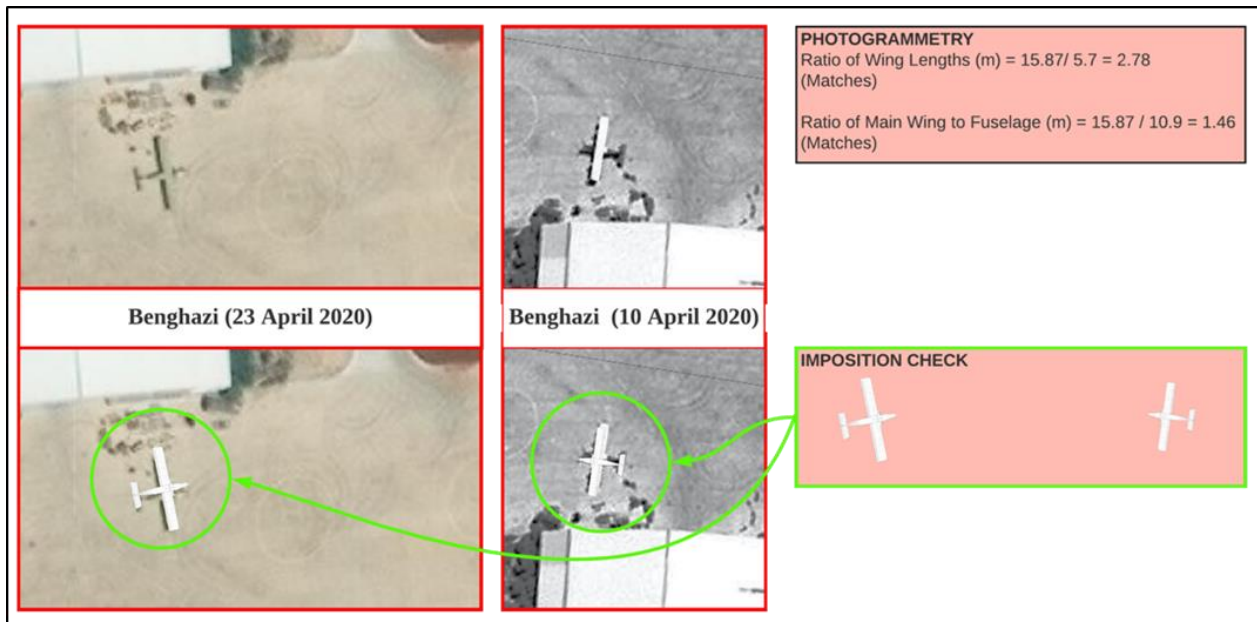 PHOTOGRAMMETRY
Ratio of Wing Lengths (m) = 15.87/ 5.7 = 2.78
(Matches)
Ratio of Main Wing to Fuselage (m) = 15.87 / 10.9 = 1.46
(Matches)
Benghazi (23 April 2020)
Benghazi (10 April 2020)
IMPOSITION CHECK